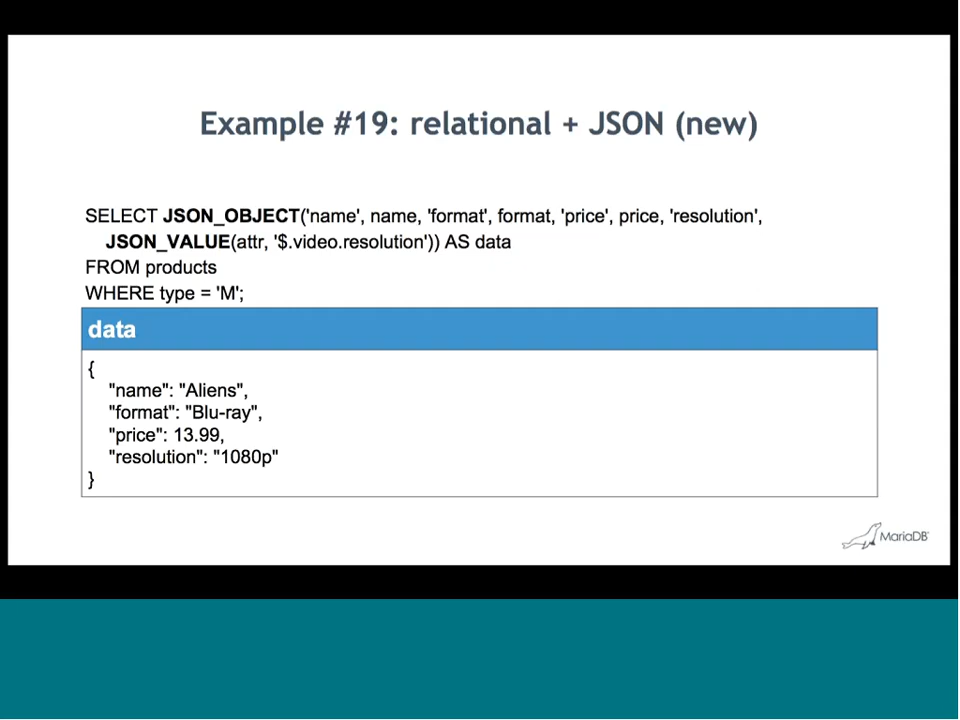 Example #19: relational + JSON (new)
SELECT JSON_OBJECT('name', name, 'format', format, 'price', price, 'resolution',
JSON_VALUE(attr, '$.video.resolution')) AS data
FROM products
WHERE type = 'M';
data
{
"name": "Aliens",
"format": "Blu-ray",
"price": 13.99,
"resolution": "1080p"
}
MariaDB